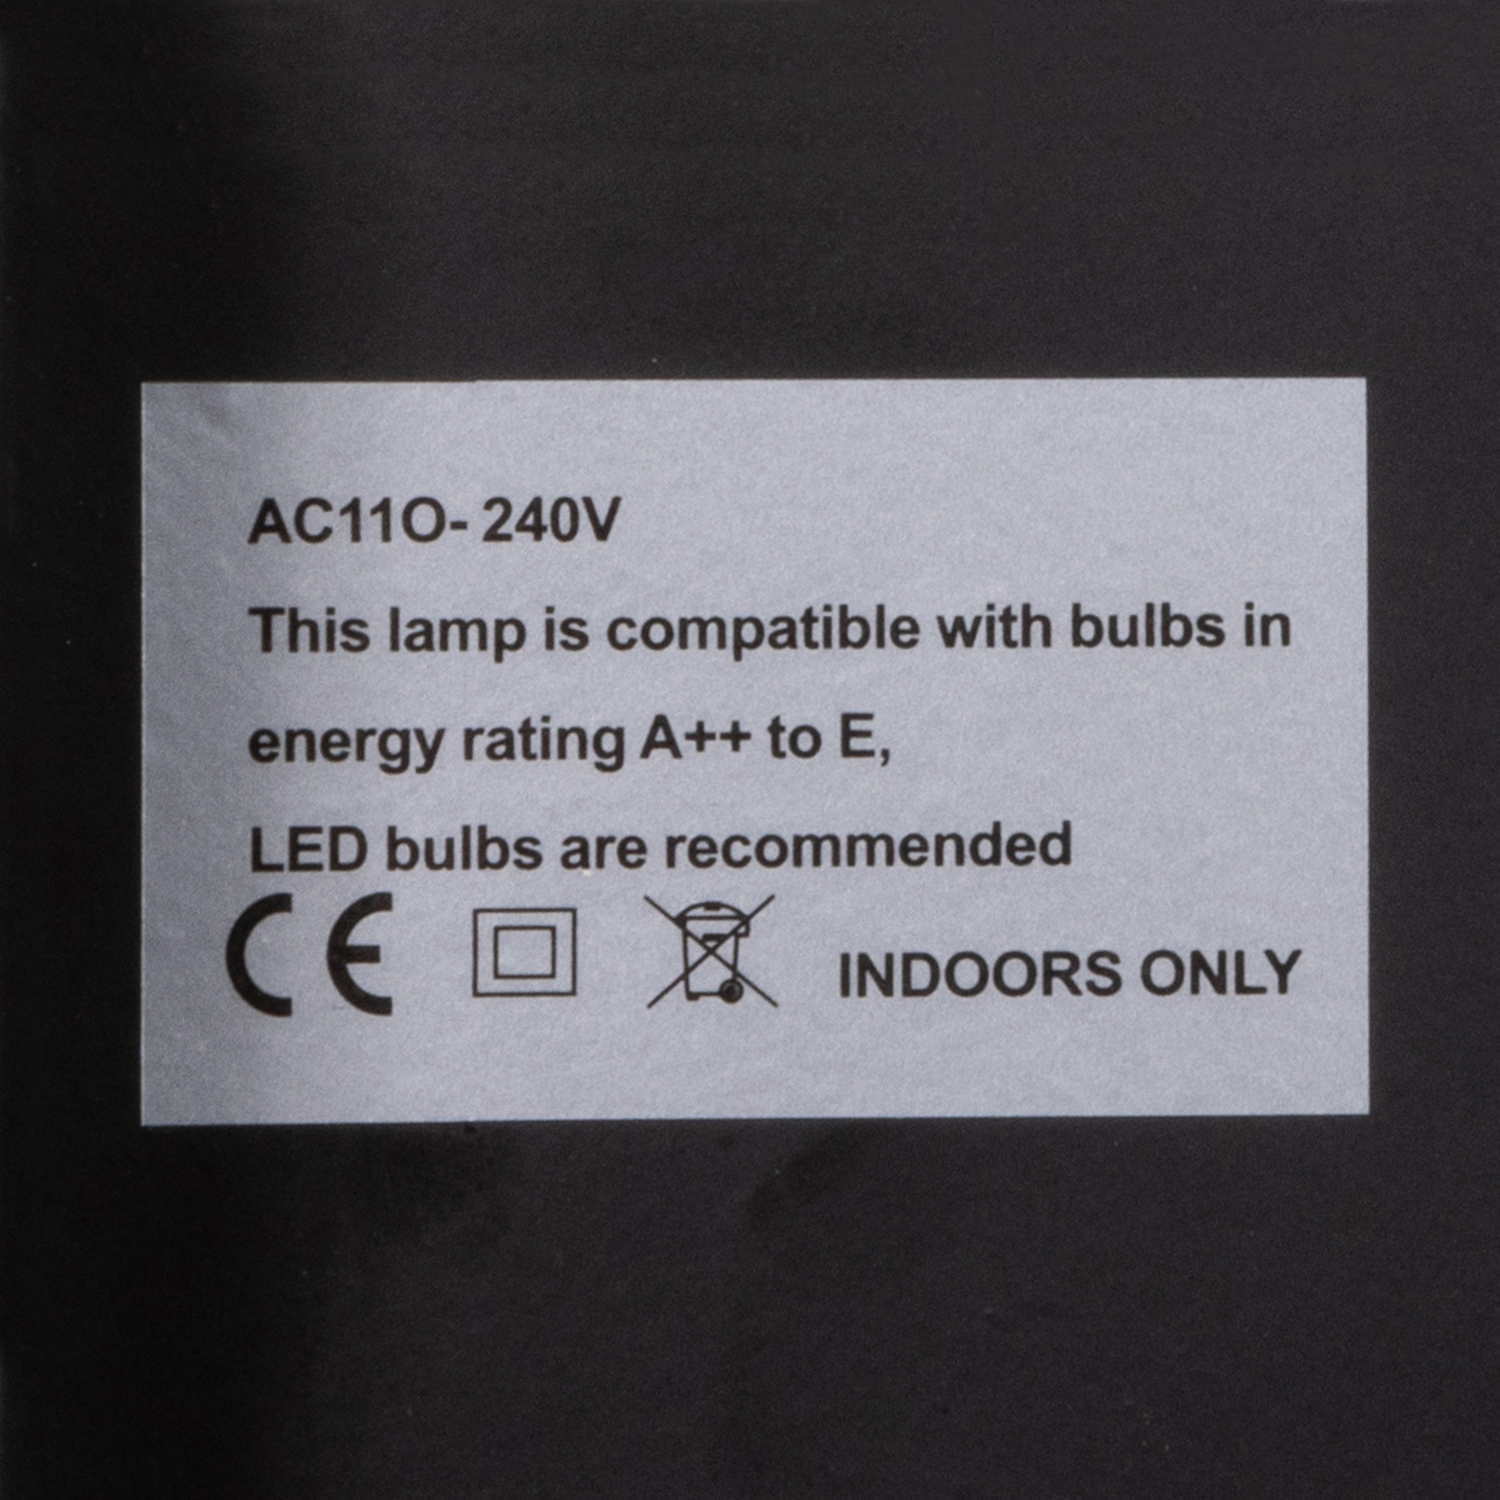 AC11O- 240V
This lamp is compatible with bulbs in
energy rating A++ to E,
LED bulbs are recommended
CE INDOORS ONLY